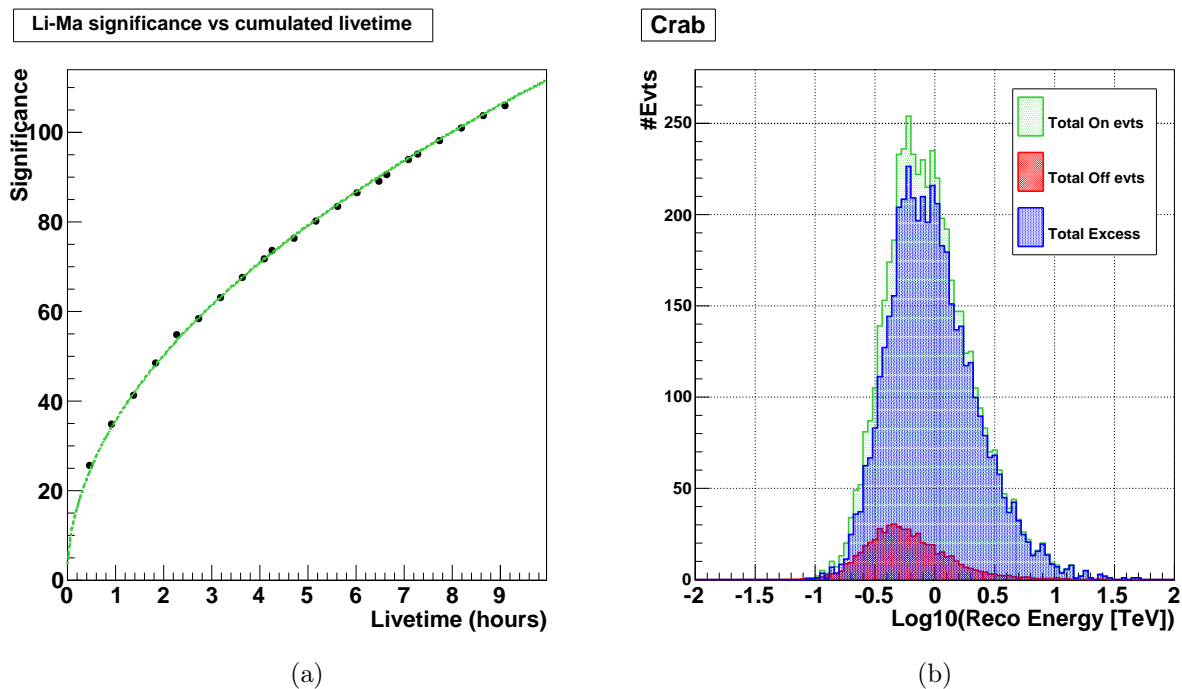 Li-Ma significance vs cumulated livetime
Significance
100
80
60
40
20
0
0 1 2 3 4 5 6 7 8 9
Livetime (hours)
(a)
Crab
#Evts
250
200
150
100
50
0
Total On evts
Total Off evts
Total Excess
-2 -1.5 -1 -0.5 0 0.5 1 1.5 2
Log10(Reco Energy [TeV])
(b)